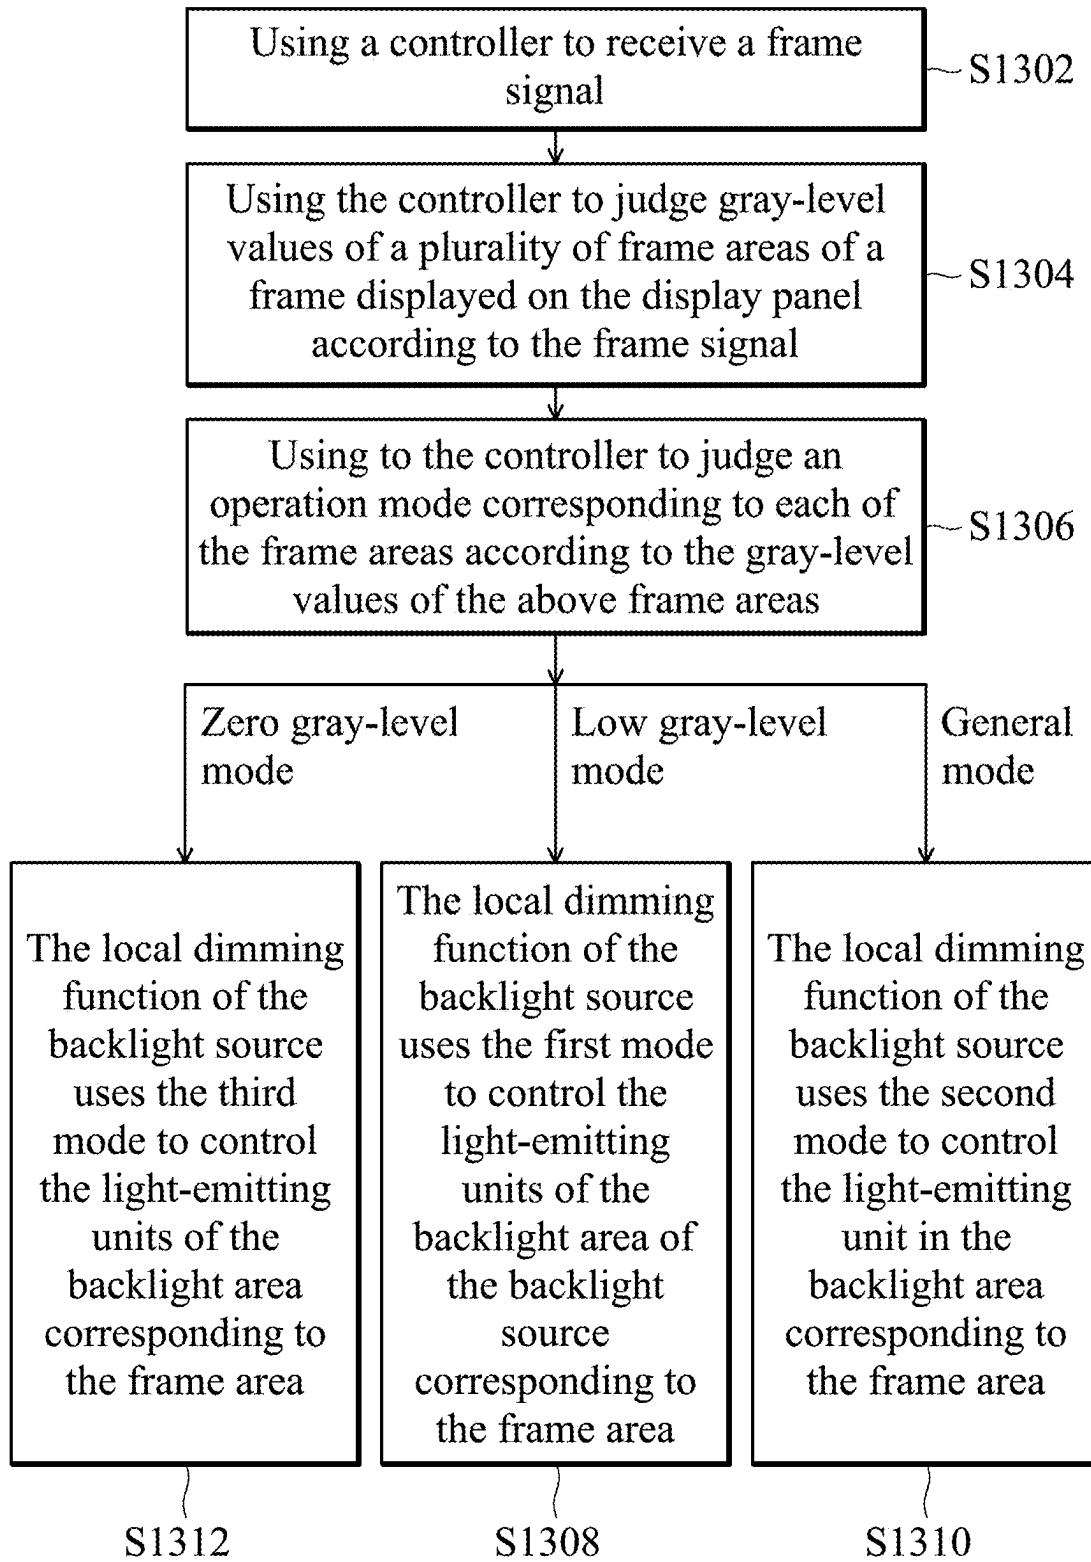 Using a controller to receive a frame
signal
S1302
Using the controller to judge gray-level
values of a plurality of frame areas of a
frame displayed on the display panel
according to the frame signal
S1304
Using to the controller to judge an
operation mode corresponding to each of
the frame areas according to the gray-level
values of the above frame areas
S1306
Zero gray-level
mode
Low gray-level
mode
General
mode
The local dimming
function of the
backlight source
uses the third
mode to control
the light-emitting
units of the
backlight area
corresponding to
the frame area
S1312
The local dimming
function of the
backlight source
uses the first mode
to control the
light-emitting
units of the
backlight area of
the backlight
source
corresponding to
the frame area
S1308
The local dimming
function of the
backlight source
uses the second
mode to control
the light-emitting
unit in the
backlight area
corresponding to
the frame area
S1310